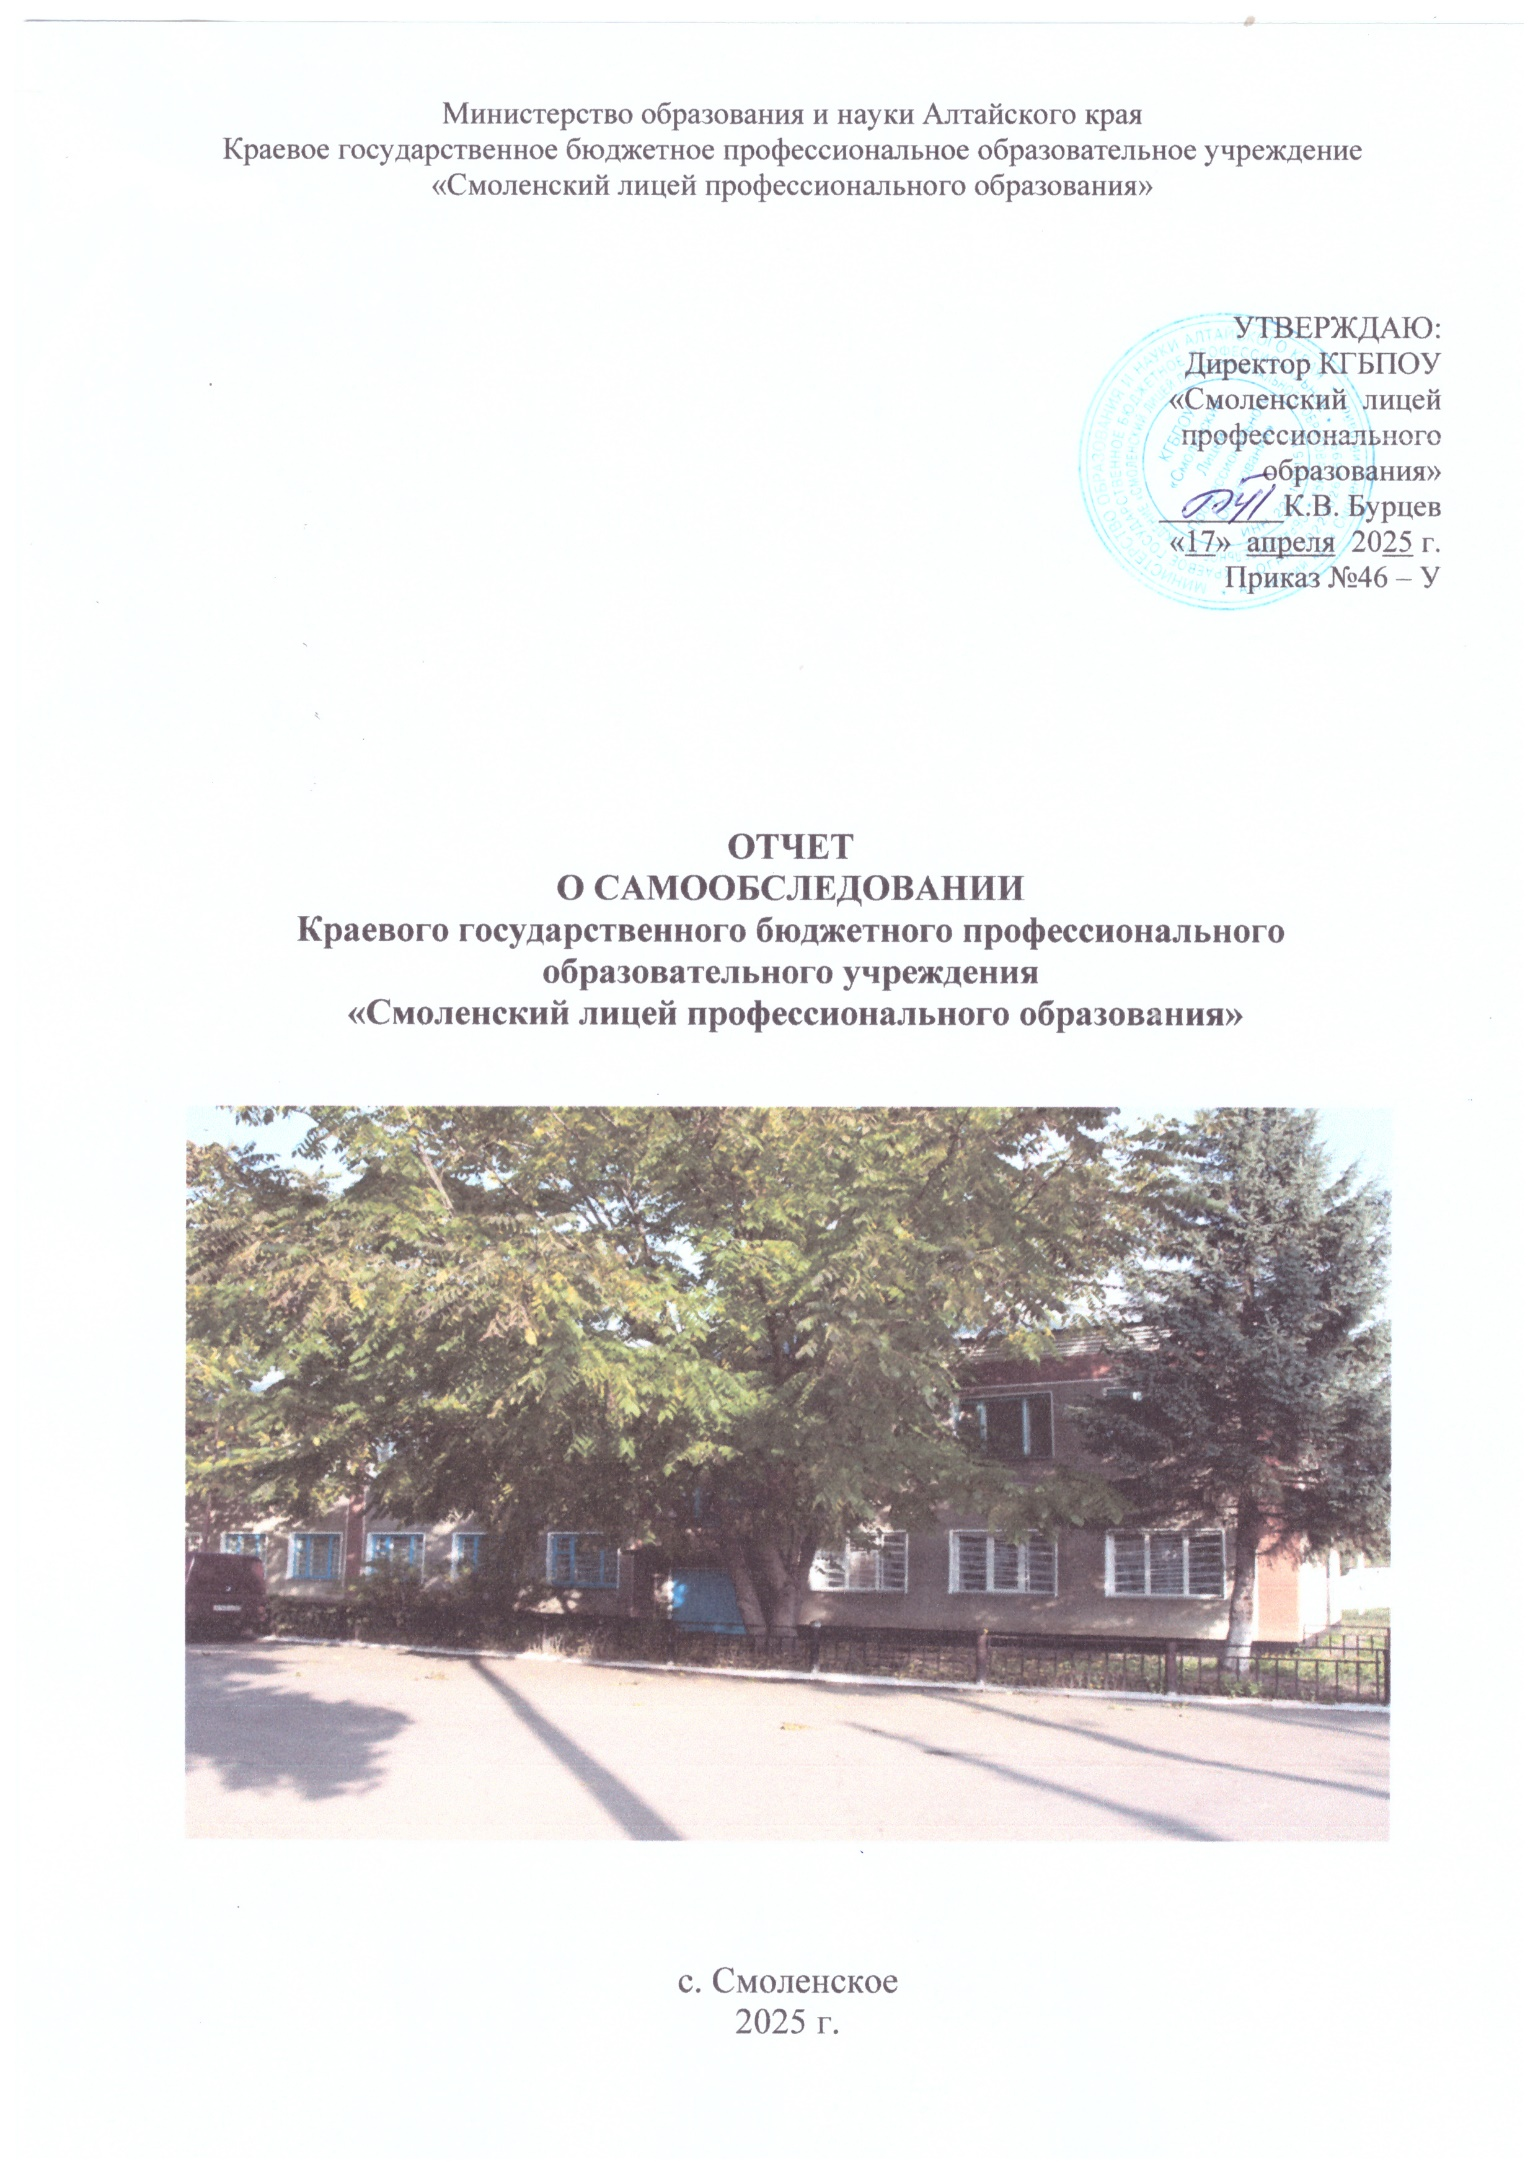 Министерство образования и науки Алтайского края
Краевое государственное бюджетное профессиональное образовательное учреждение
«Смоленский лицей профессионального образования»
УТВЕРЖДАЮ:
Директор КГБПОУ
«Смоленский лицей
профессионального
образования»
К.В. Бурцев
«17» апреля 2025 г.
Приказ №46 – У
ОТЧЕТ
О САМООБСЛЕДОВАНИИ
Краевого государственного бюджетного профессионального
образовательного учреждения
«Смоленский лицей профессионального образования»
с. Смоленское
2025 г.